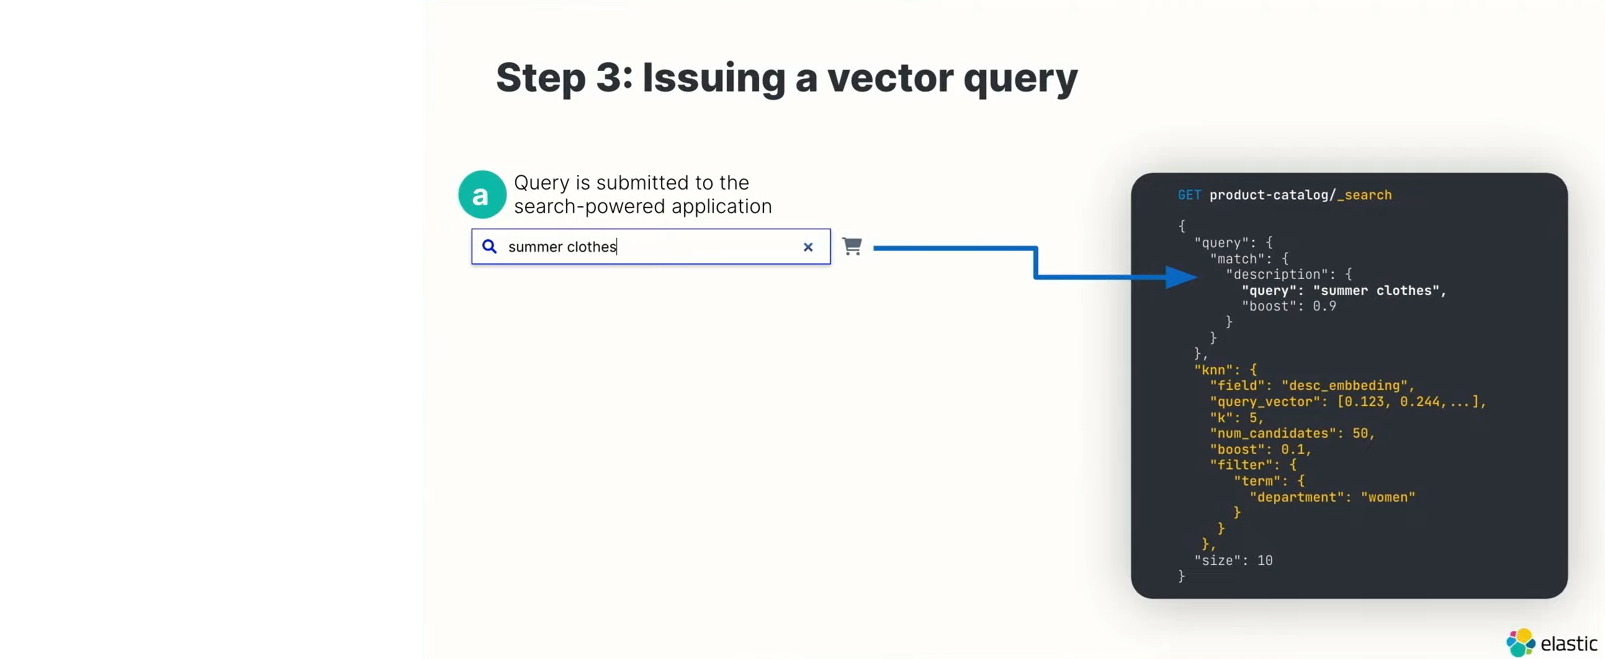 Step 3: Issuing a vector query
a
Query is submitted to the
search-powered application
summer clothes
GET product-catalog/_search
{
"query": {
"match": {
"description": {
"query": "summer clothes",
"boost": 0.9
}
}
},
"knn": {
"field": "desc_embbeding",
"query_vector": [0.123, 0.244,...],
"k": 5,
"num_candidates": 50,
"boost": 0.1,
"filter": {
"term": {
"department": "women"
}
}
},
"size": 10
}
elastic